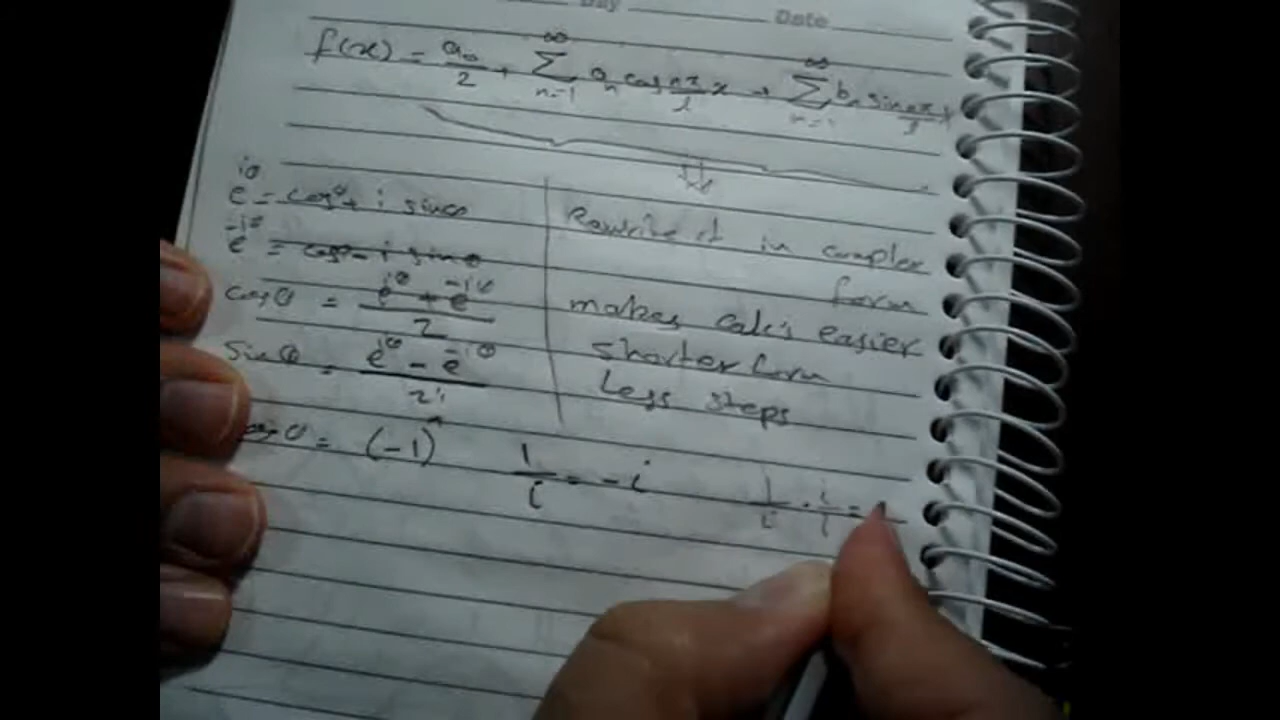 Day Date
f(x) = a₀/2 + ∑_{n=1}^{∞} aₙ cos nπ/l x + ∑_{n=1}^{∞} bₙ sin nπ/l x
e^{iθ} = cosθ + i sinθ
e^{-iθ} = cosθ - i sinθ
cosθ = (e^{iθ} + e^{-iθ})/2
Sinθ = (e^{iθ} - e^{-iθ})/2i
Rewrite it in complex
form
makes calc's easier
shorter form
Less steps
= (-1)ⁿ 1/i = -i 1/i · i/i =